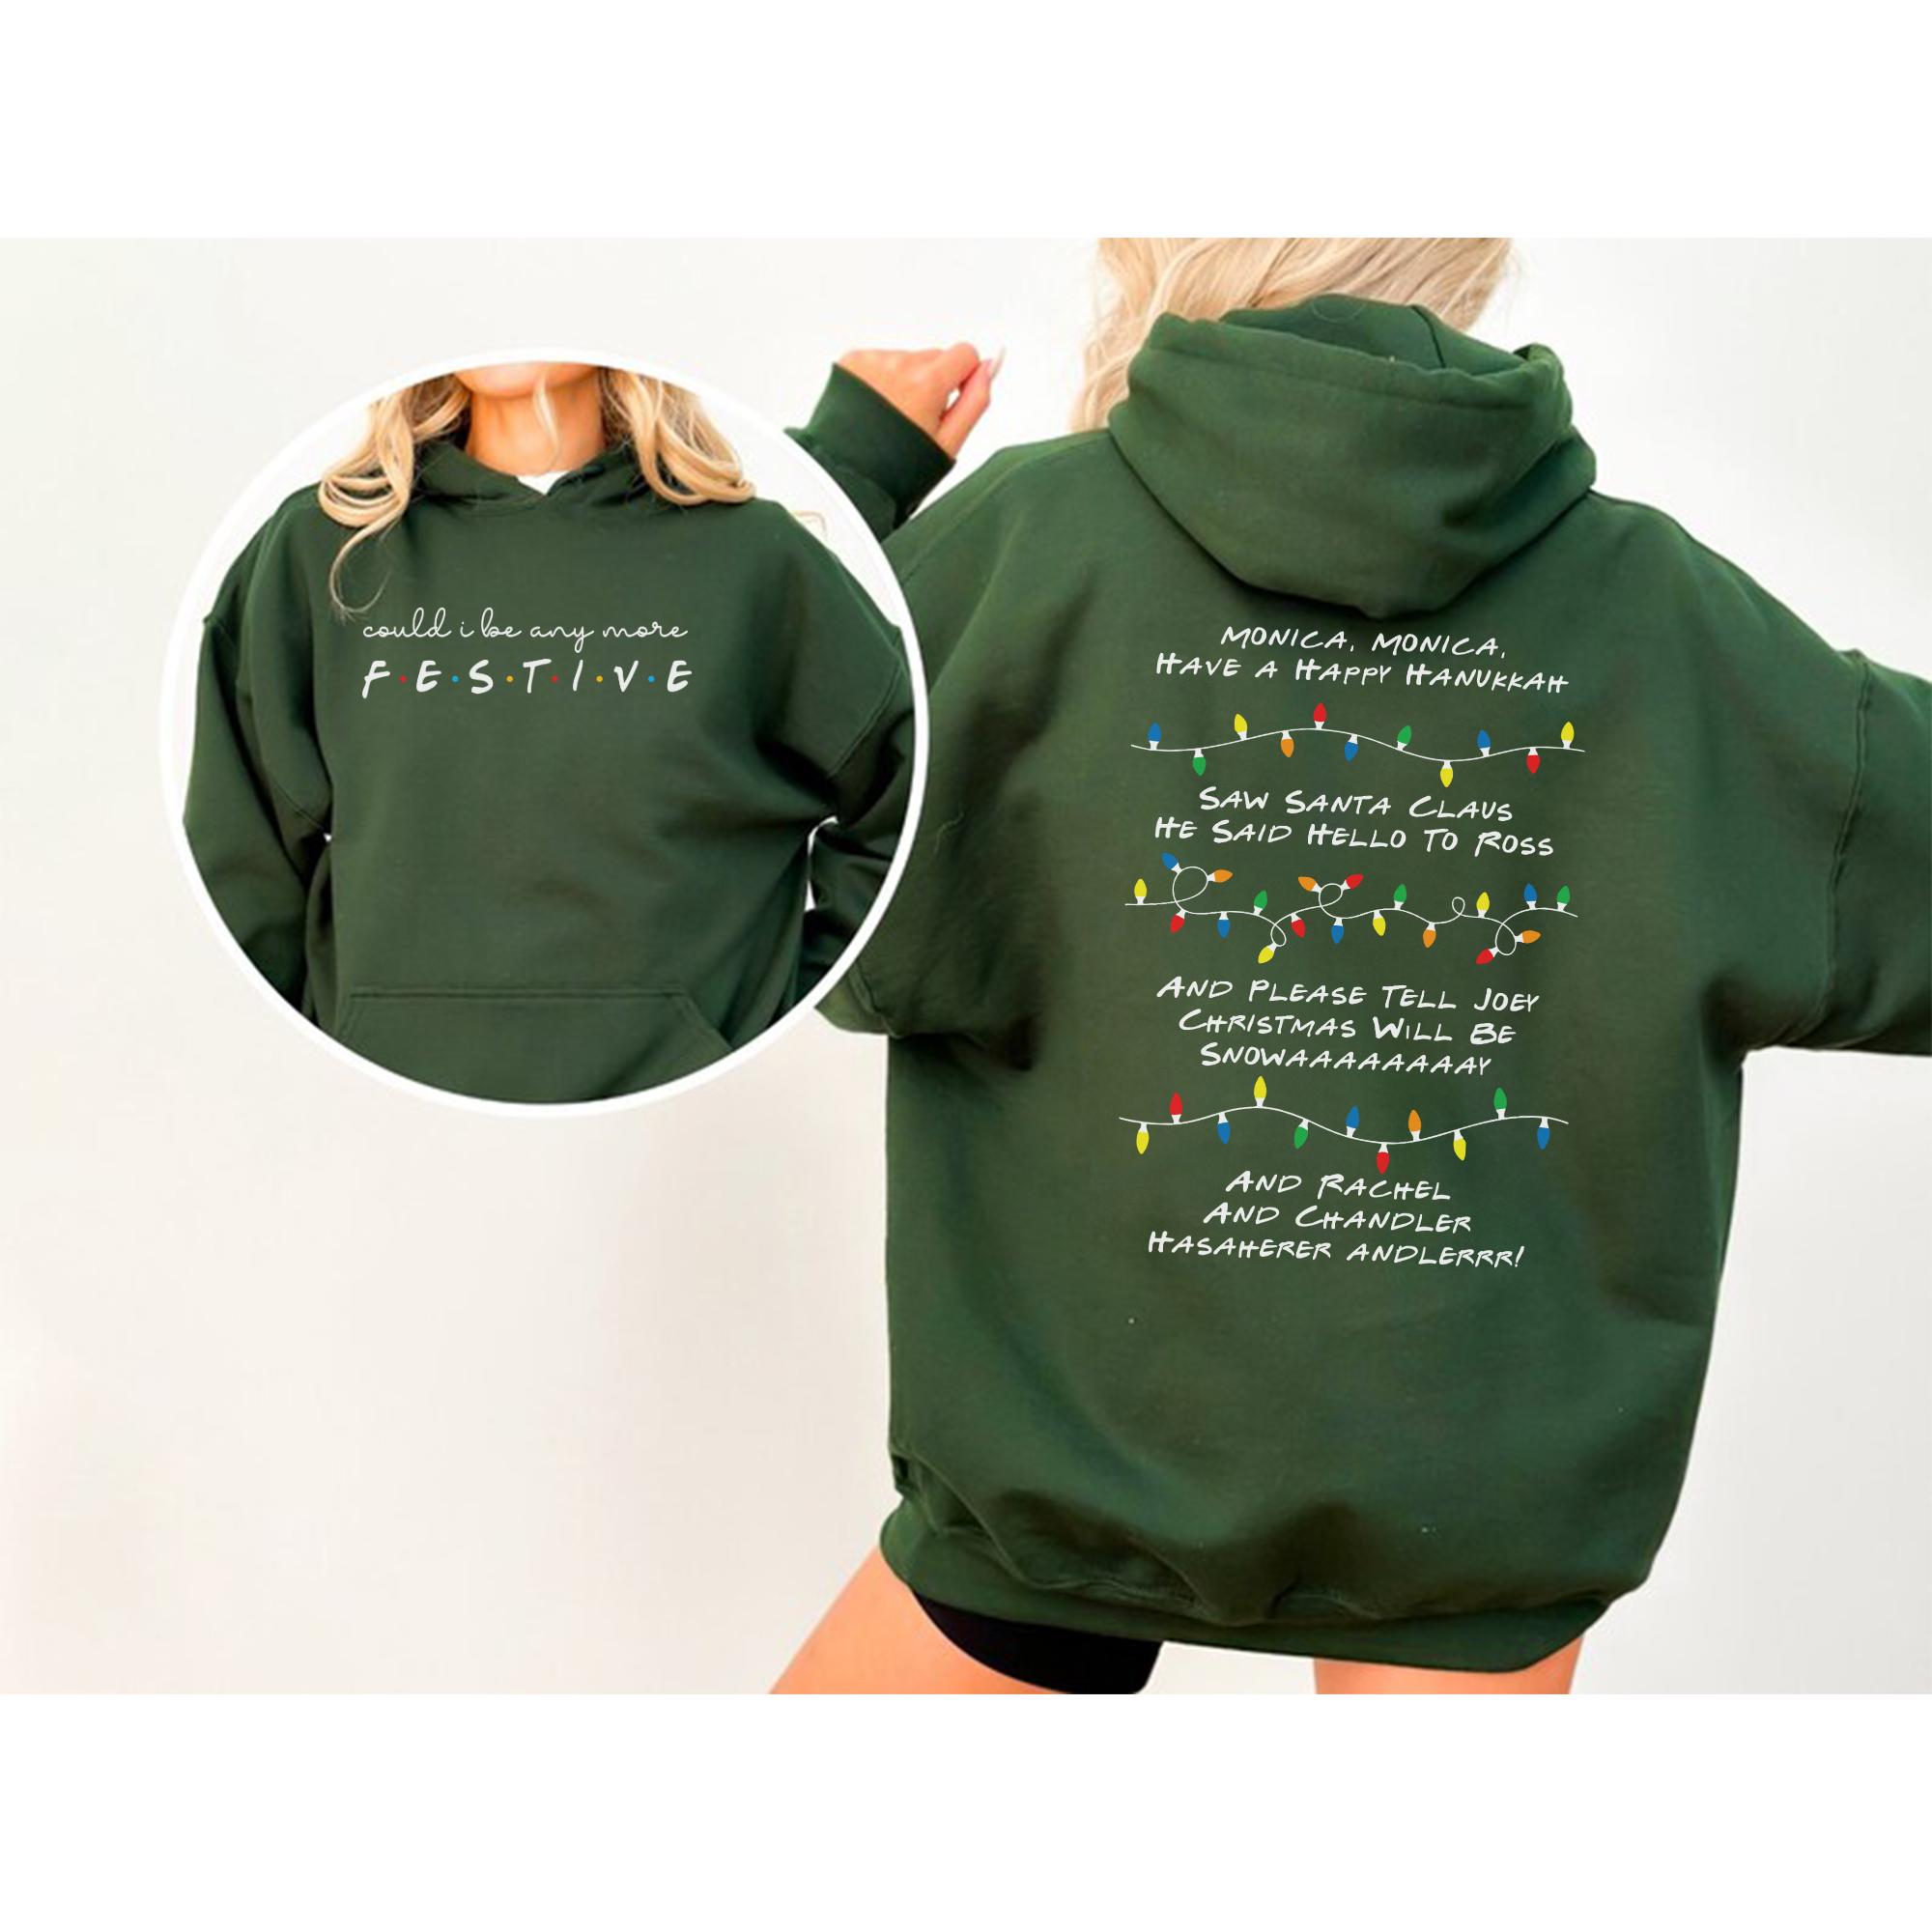 could i be any more
F·E·S·T·I·V·E
MONICA, MONICA,
HAVE A HAPPY HANUKKAH
SAW SANTA CLAUS
HE SAID HELLO TO ROSS
AND PLEASE TELL JOEY
CHRISTMAS WILL BE
SNOWAAAAAAAAAY
AND RACHEL
AND CHANDLER
HASAHERER ANDLERRR!